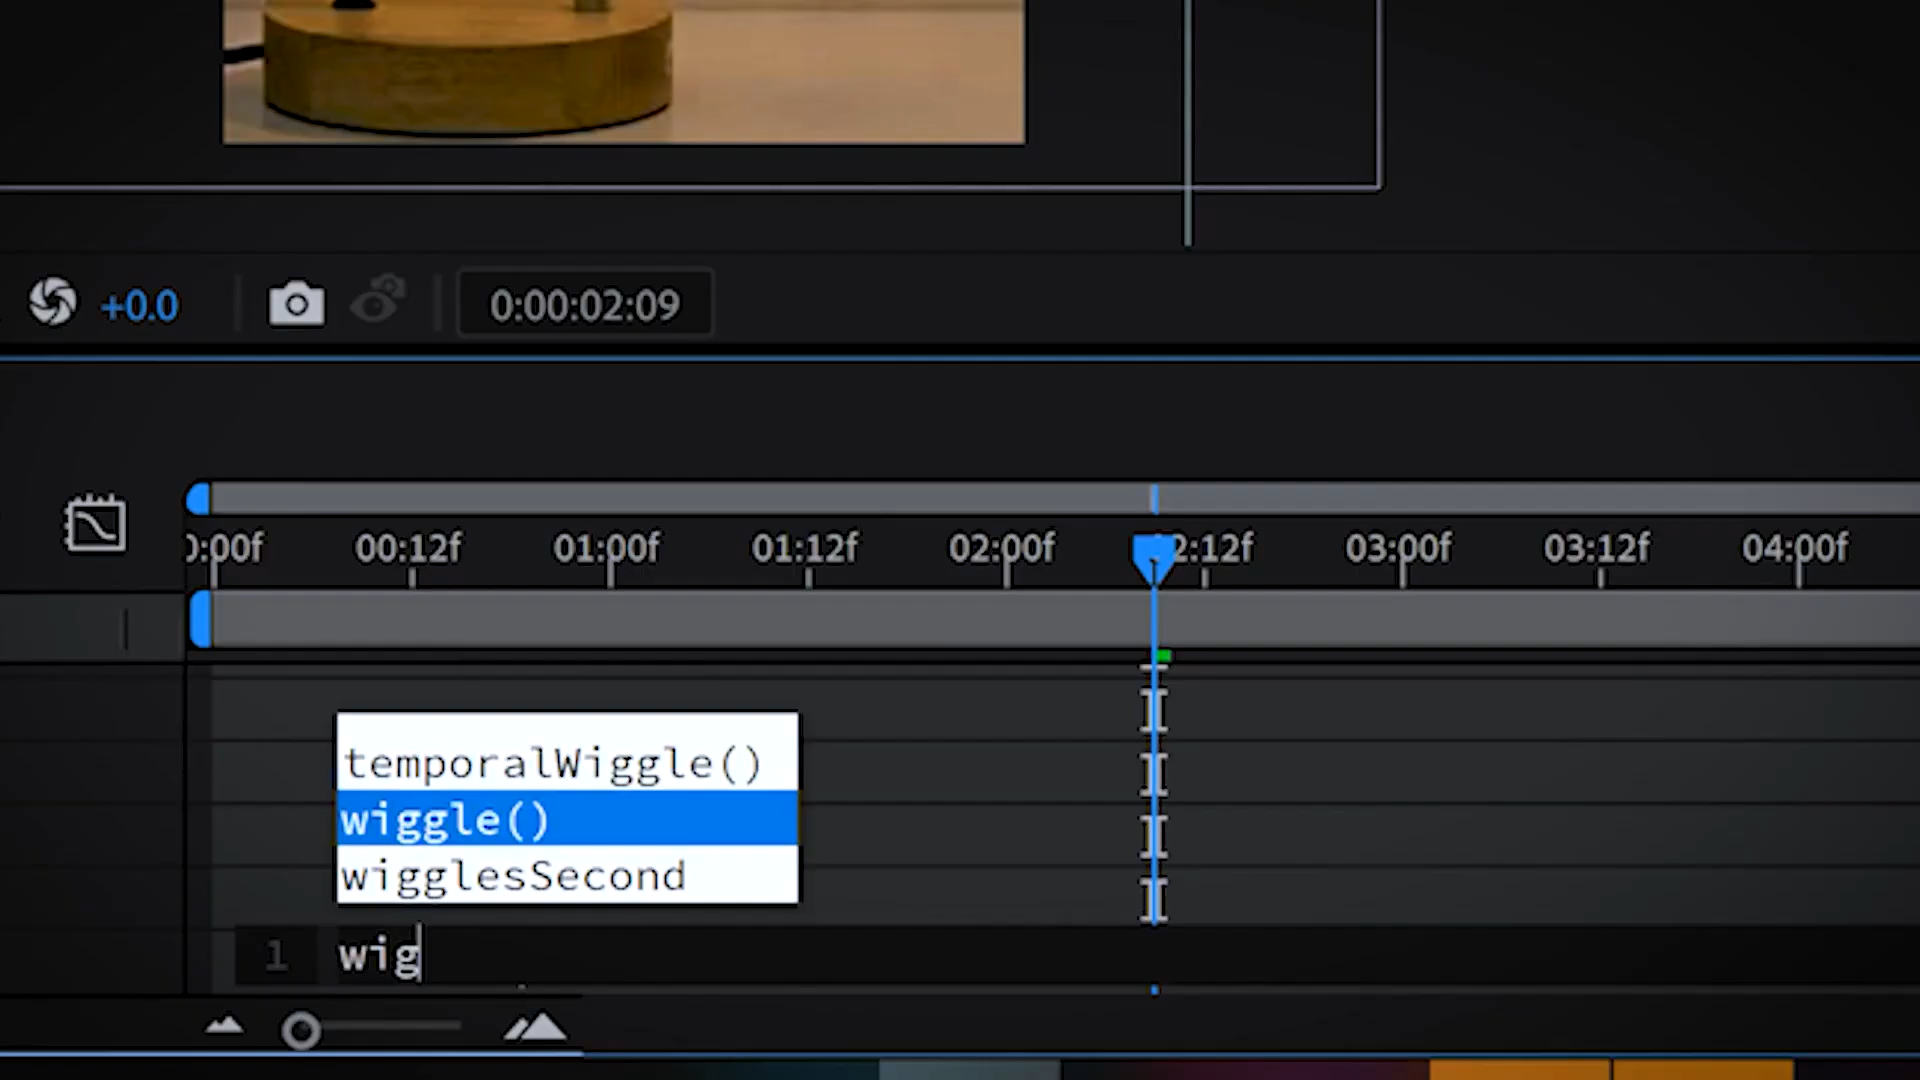 +0.0
0:00:02:09
0:00f 00:12f 01:00f 01:12f 02:00f 2:12f 03:00f 03:12f 04:00f
temporalWiggle()
wiggle()
wigglesSecond
1 wig